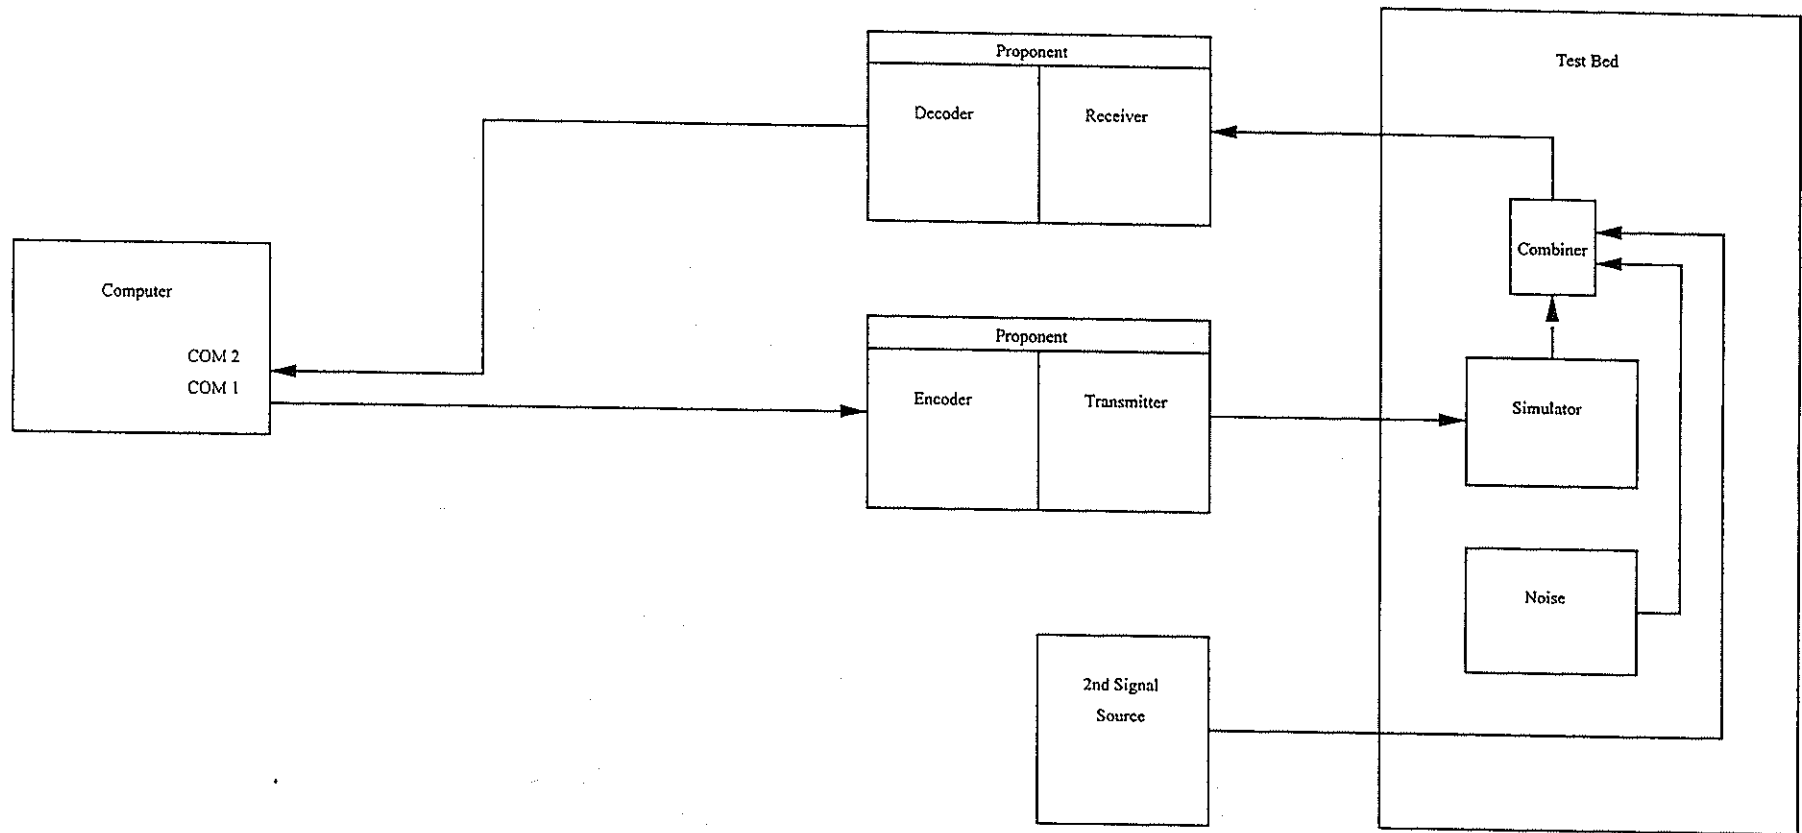 Proponent
Decoder
Receiver
Test Bed
Combiner
Computer
COM 2
COM 1
Proponent
Encoder
Transmitter
Simulator
Noise
2nd Signal
Source